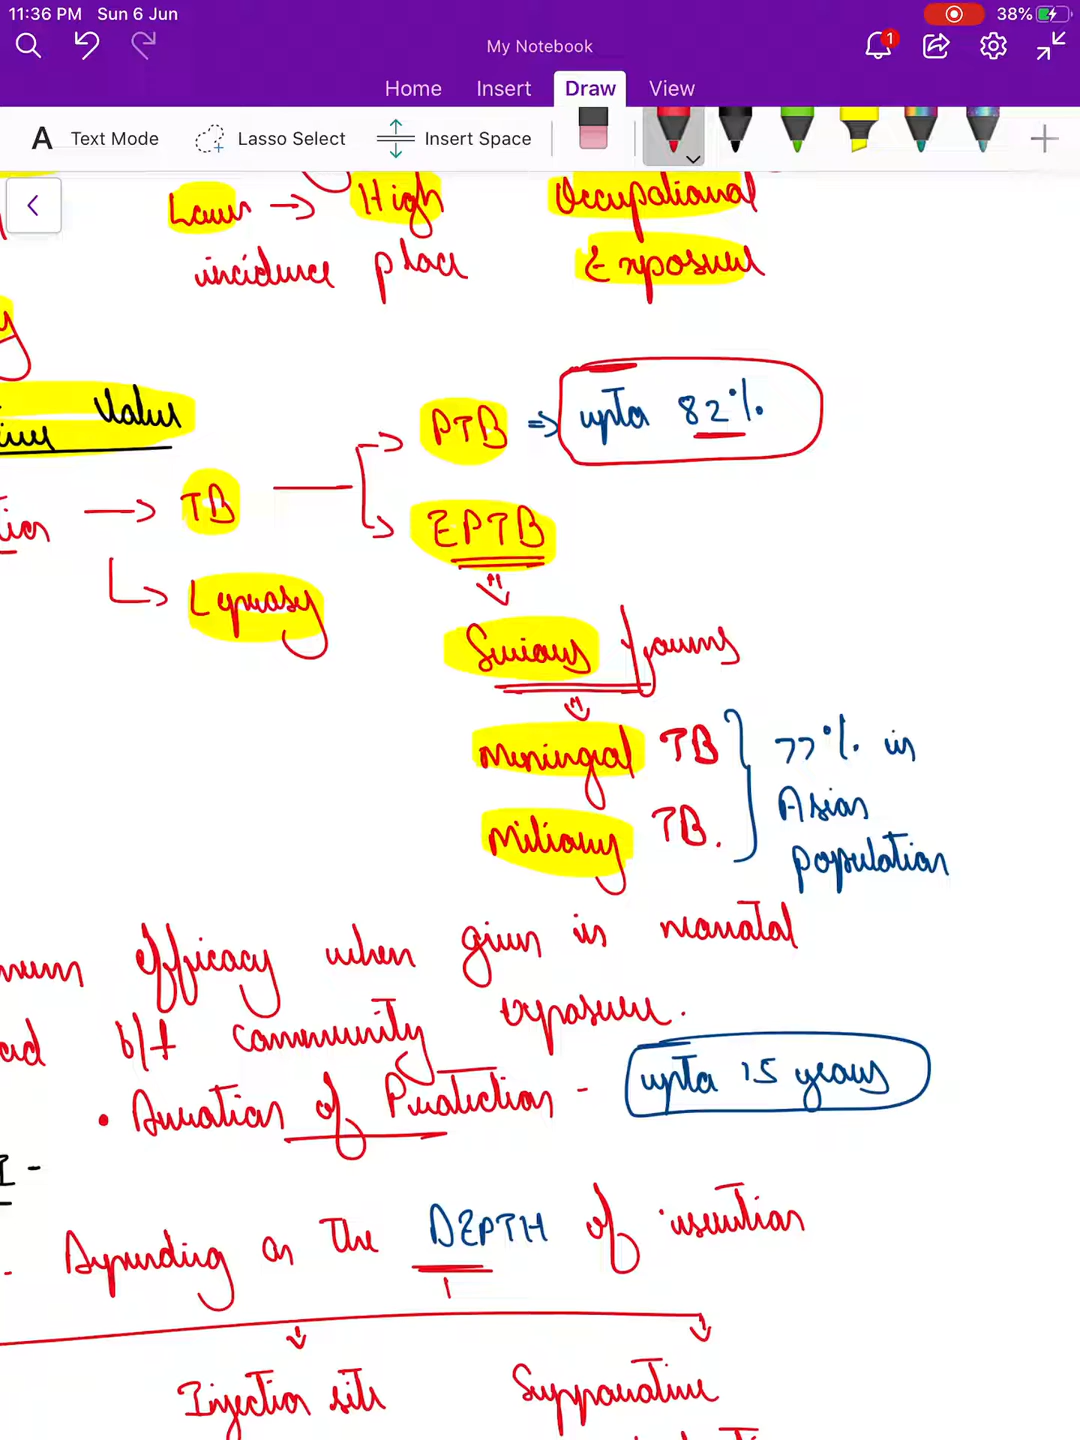 11:36 PM Sun 6 Jun
38%
My Notebook
1
Home Insert Draw View
A Text Mode Lasso Select Insert Space
Lower → High
incidence place
Occupational
Exposure
Value
PTB ⇒ upto 82%
TB
EPTB
Leprosy
Serious forms
Meningeal TB
Miliary TB.
77% in
Asian
population
efficacy when given in neonatal
b/f community exposure.
• Duration of Protection - upto 15 years
Depending on the DEPTH of insertion
Injection site
Suppurative